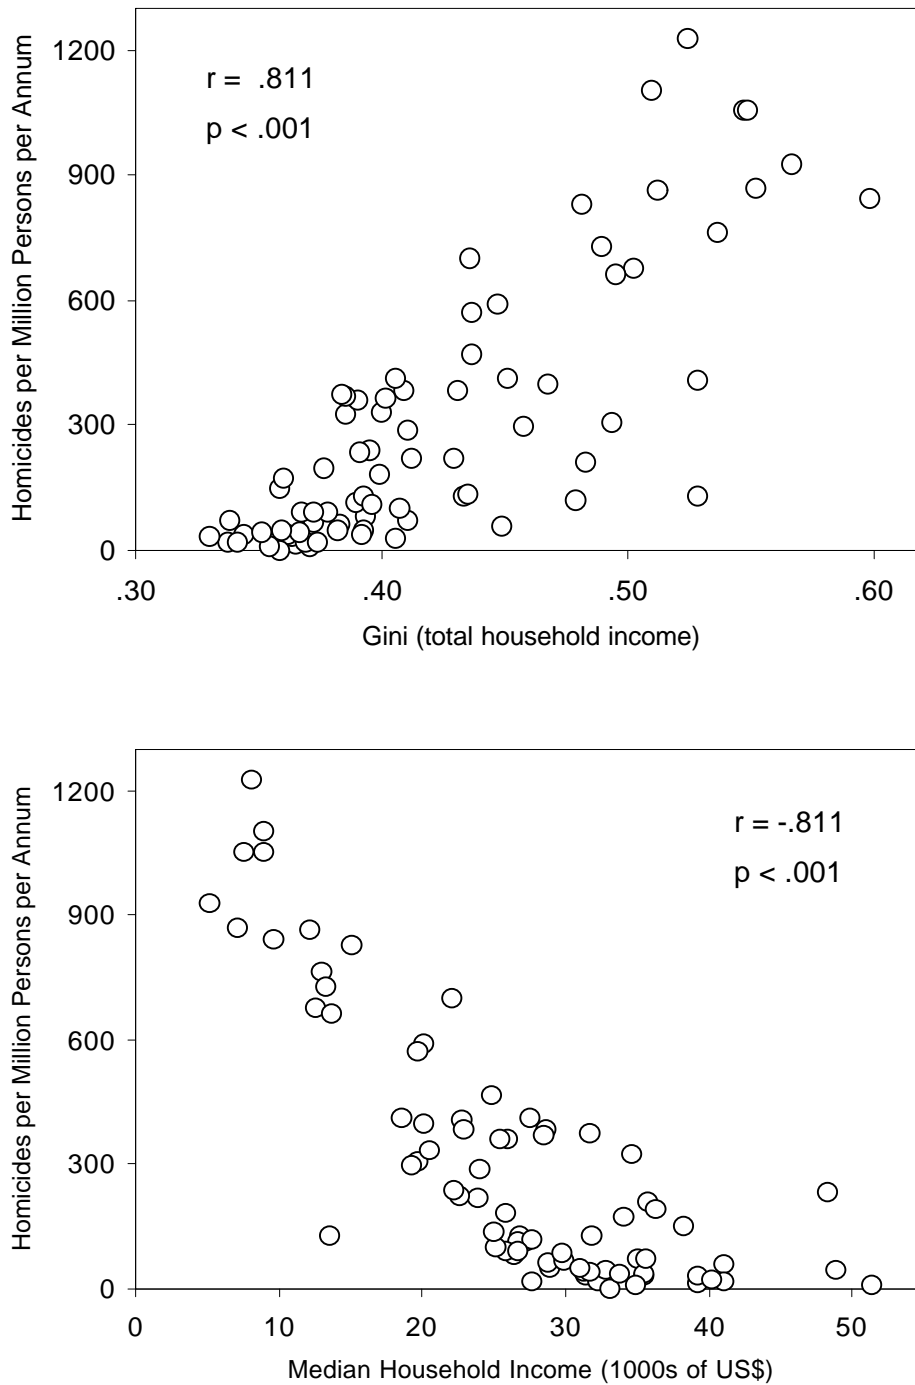 Homicides per Million Persons per Annum
1200
900
600
300
0
r = .811
p < .001
.30 .40 .50 .60
Gini (total household income)
Homicides per Million Persons per Annum
1200
900
600
300
0
r = -.811
p < .001
0 10 20 30 40 50
Median Household Income (1000s of US$)